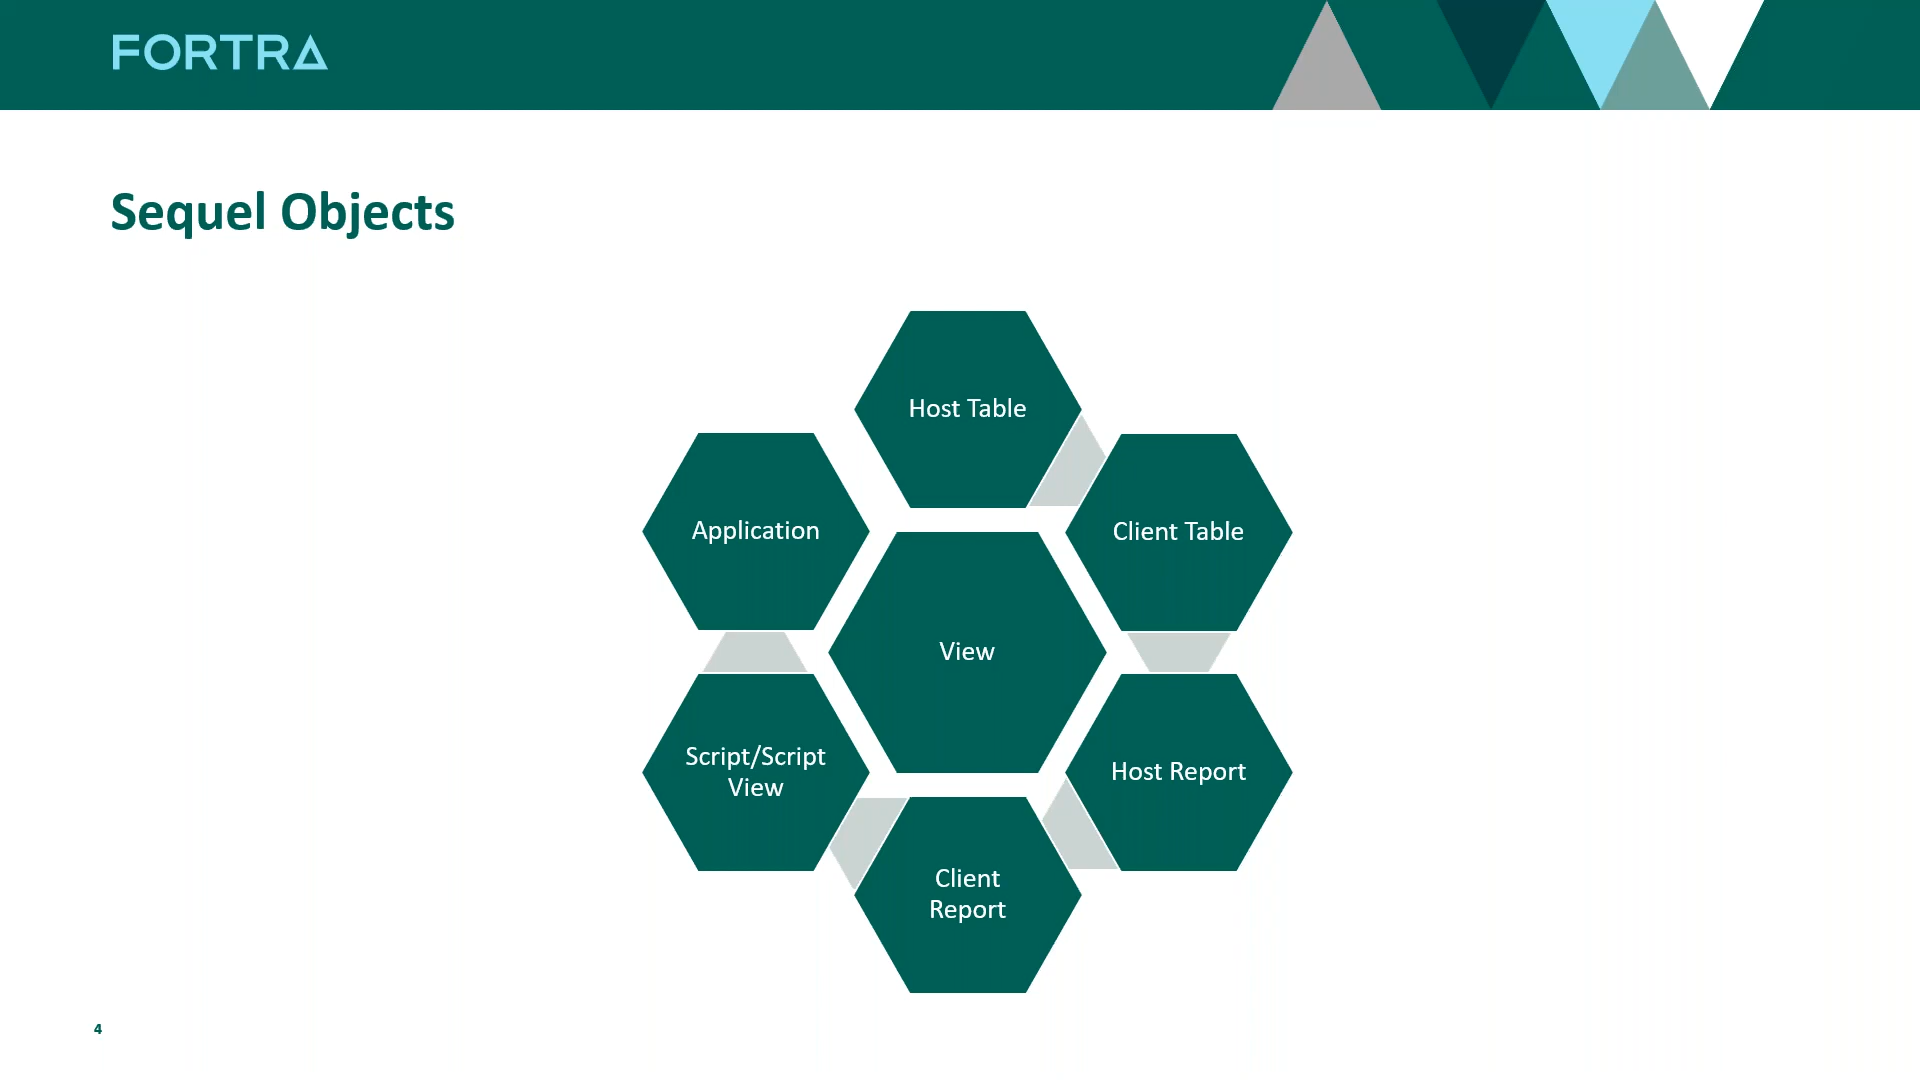 FORTRA
Sequel Objects
Host Table
Application
Client Table
View
Script/Script
View
Host Report
Client
Report
4